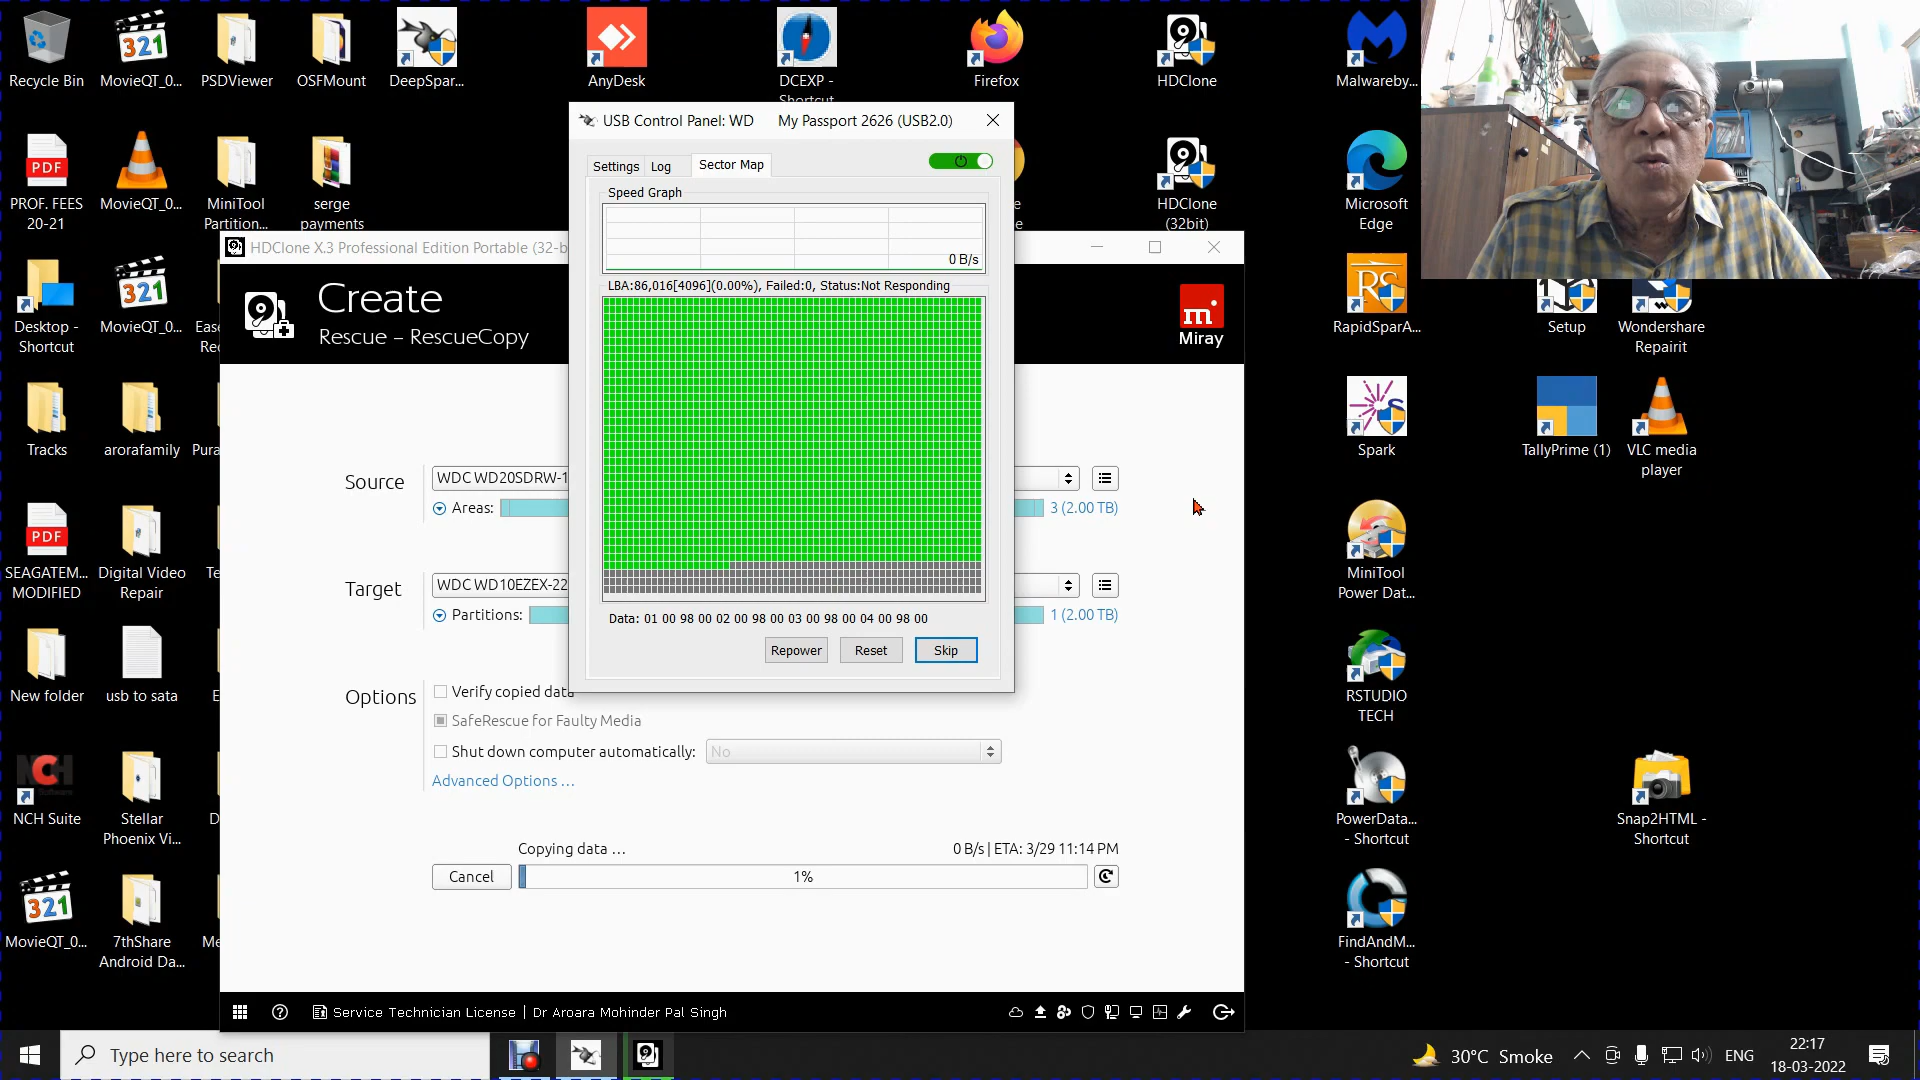 Recycle Bin
MovieQT_0...
PSDViewer
OSFMount
DeepSpar...
AnyDesk
DCEXP -
Shortcut
Firefox
HDClone
Malwareby...
PDF
PROF. FEES
20-21
MovieQT_0...
MiniTool
Partition...
serge
payments
HDClone
(32bit)
Microsoft
Edge
Desktop -
Shortcut
MovieQT_0...
RapidSparA...
Setup
Wondershare
Repairit
Tracks
arorafamily
Spark
TallyPrime (1)
VLC media
player
PDF
SEAGATEM...
MODIFIED
Digital Video
Repair
MiniTool
Power Dat...
New folder
usb to sata
RSTUDIO
TECH
NCH Suite
Stellar
Phoenix Vi...
PowerData...
- Shortcut
Snap2HTML -
Shortcut
MovieQT_0...
7thShare
Android Da...
FindAndM...
- Shortcut
USB Control Panel: WD My Passport 2626 (USB2.0)
Settings
Log
Sector Map
Speed Graph
0 B/s
LBA:86,016[4096](0.00%), Failed:0, Status:Not Responding
Data: 01 00 98 00 02 00 98 00 03 00 98 00 04 00 98 00
Repower
Reset
Skip
HDClone X.3 Professional Edition Portable (32-b
Create
Rescue – RescueCopy
m
Miray
Source
WDC WD20SDRW-1
Areas:
3 (2.00 TB)
Target
WDC WD10EZEX-22
Partitions:
1 (2.00 TB)
Options
Verify copied data
SafeRescue for Faulty Media
Shut down computer automatically:
No
Advanced Options ...
Copying data ...
0 B/s | ETA: 3/29 11:14 PM
Cancel
1%
Service Technician License | Dr Aroara Mohinder Pal Singh
Type here to search
30°C Smoke
ENG
22:17
18-03-2022